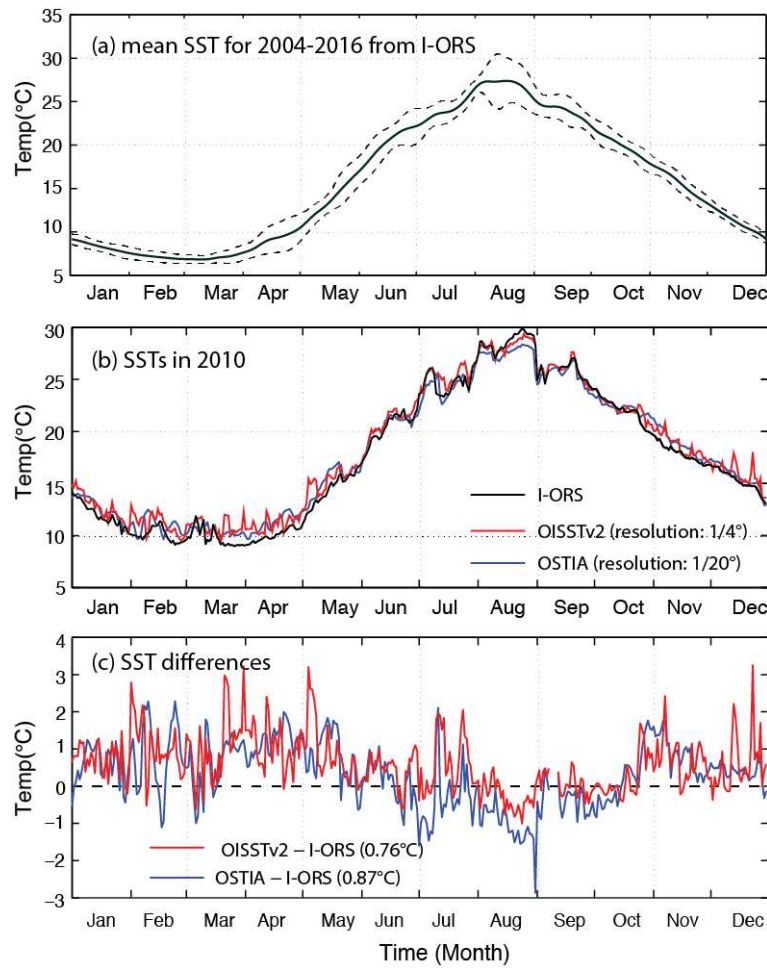 (a) mean SST for 2004-2016 from I-ORS
Temp(°C)
35
30
25
20
15
10
5
Jan Feb Mar Apr May Jun Jul Aug Sep Oct Nov Dec
(b) SSTs in 2010
Temp(°C)
30
25
20
15
10
5
I-ORS
OISSTv2 (resolution: 1/4°)
OSTIA (resolution: 1/20°)
Jan Feb Mar Apr May Jun Jul Aug Sep Oct Nov Dec
(c) SST differences
Temp(°C)
4
3
2
1
0
−1
−2
−3
OISSTv2 − I-ORS (0.76°C)
OSTIA − I-ORS (0.87°C)
Jan Feb Mar Apr May Jun Jul Aug Sep Oct Nov Dec
Time (Month)